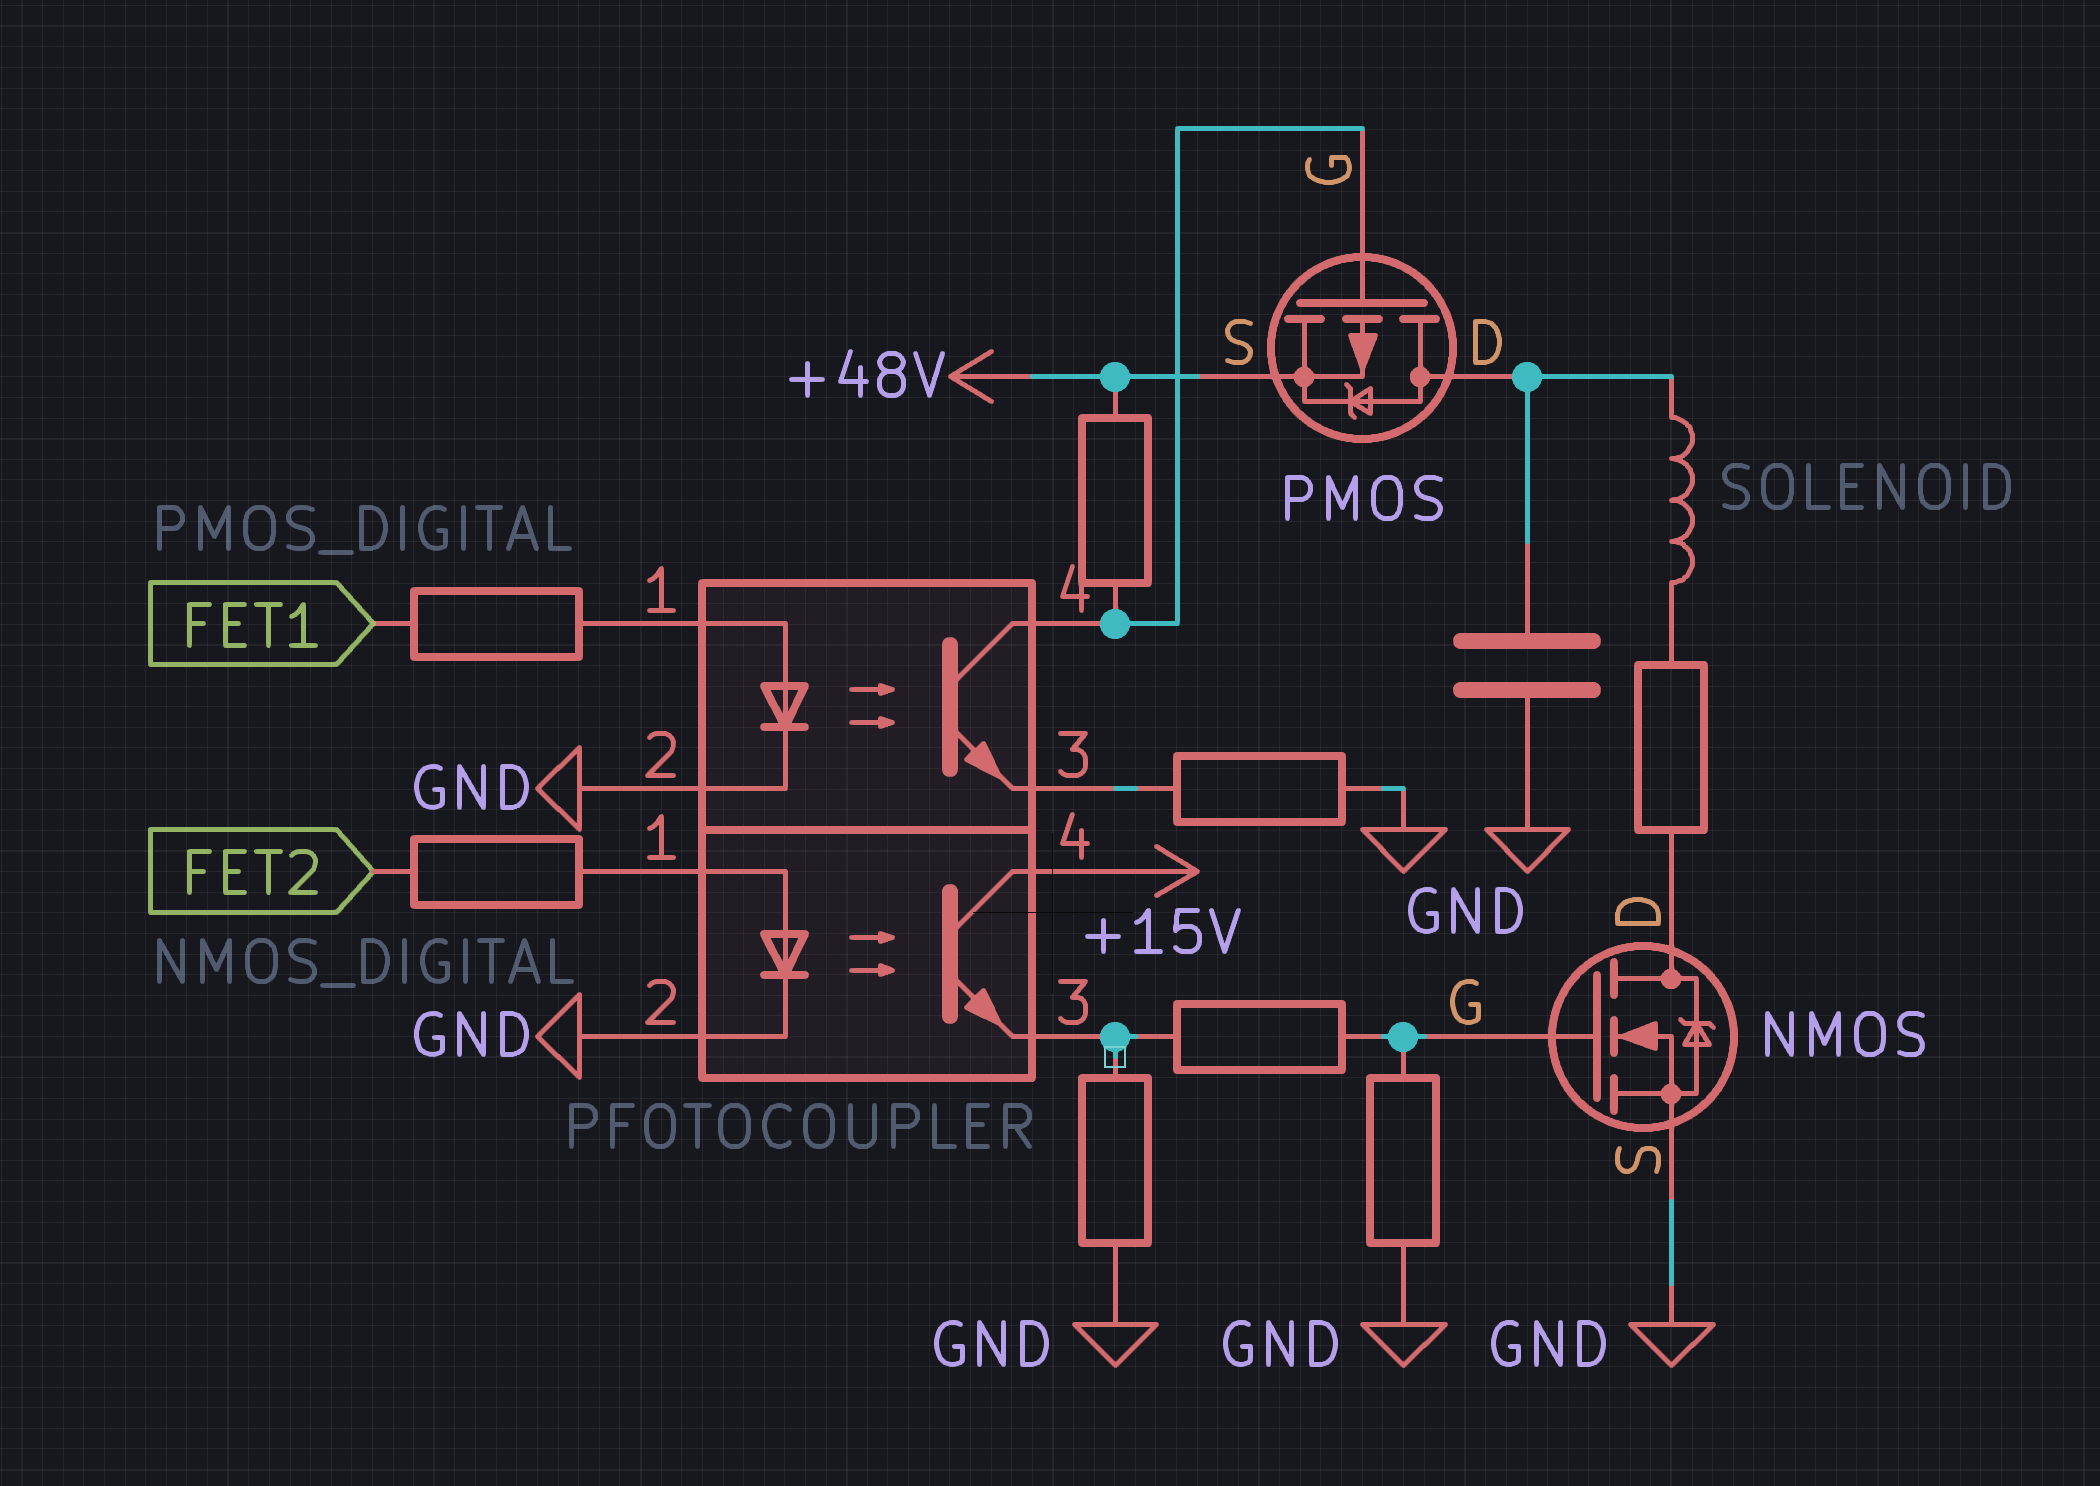 G
S
D
+48V
PMOS
SOLENOID
PMOS_DIGITAL
FET1
1
4
GND
2
3
FET2
1
4
+15V
GND
D
NMOS_DIGITAL
GND
2
3
G
NMOS
PFOTOCOUPLER
S
GND
GND
GND